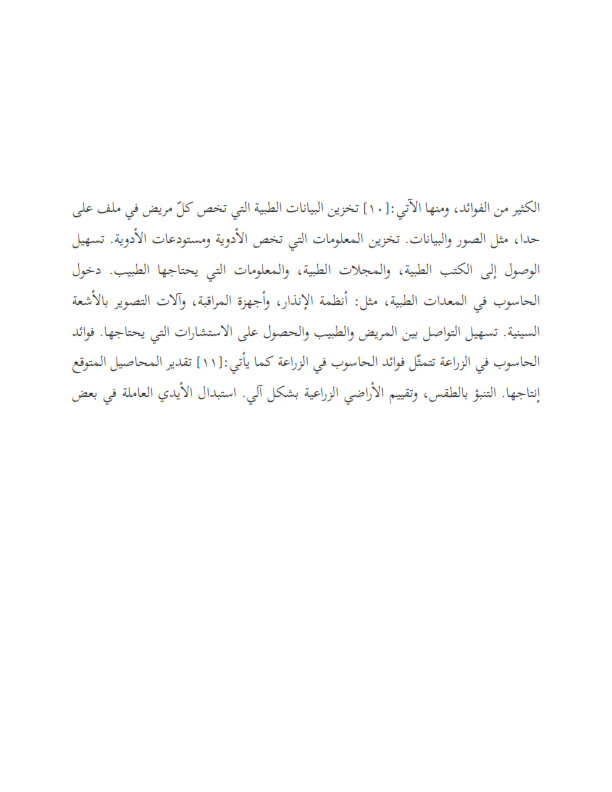 الكثير من الفوائد، ومنها الآتي:[١٠] تخزين البيانات الطبية التي تخص كلّ مريض في ملف على
حدا، مثل الصور والبيانات. تخزين المعلومات التي تخص الأدوية ومستودعات الأدوية. تسهيل
الوصول إلى الكتب الطبية، والمجلات الطبية، والمعلومات التي يحتاجها الطبيب. دخول
الحاسوب في المعدات الطبية، مثل: أنظمة الإنذار، وأجهزة المراقبة، وآلات التصوير بالأشعة
السينية. تسهيل التواصل بين المريض والطبيب والحصول على الاستشارات التي يحتاجها. فوائد
الحاسوب في الزراعة تتمثّل فوائد الحاسوب في الزراعة كما يأتي:[١١] تقدير المحاصيل المتوقع
إنتاجها. التنبؤ بالطقس، وتقييم الأراضي الزراعية بشكل آلي. استبدال الأيدي العاملة في بعض